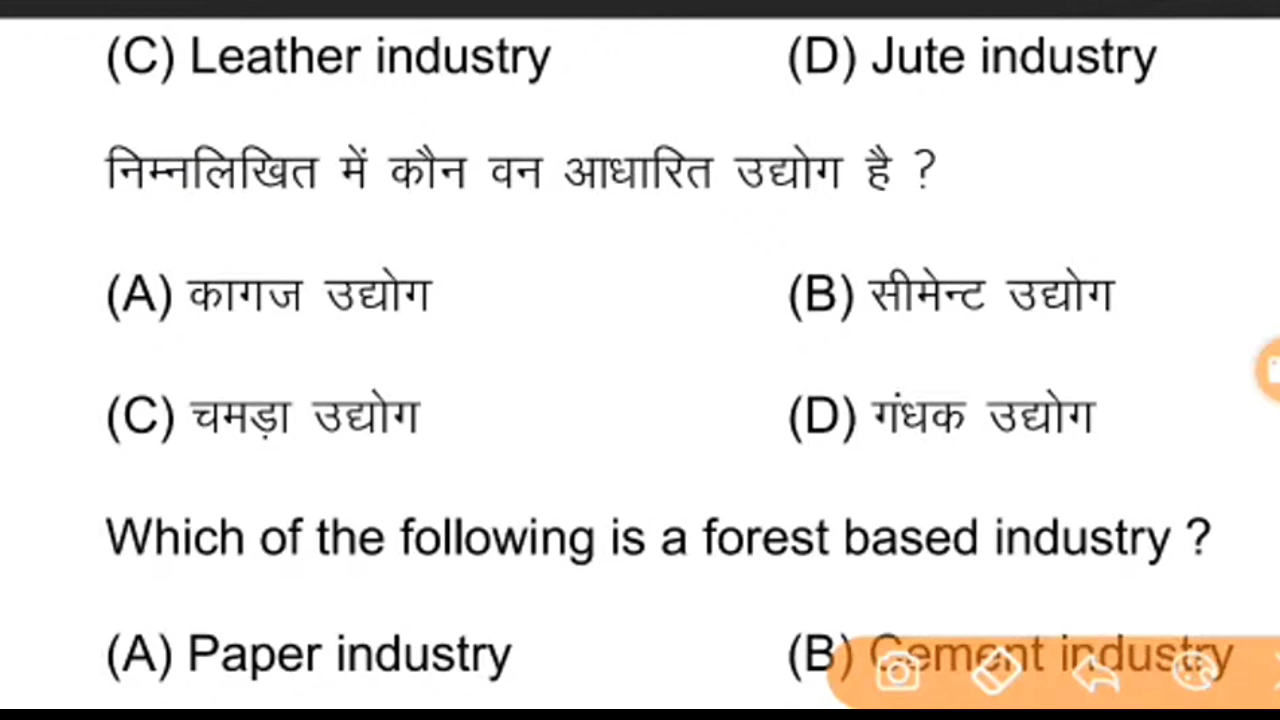 (C) Leather industry (D) Jute industry
निम्नलिखित में कौन वन आधारित उद्योग है ?
(A) कागज उद्योग (B) सीमेन्ट उद्योग
(C) चमड़ा उद्योग (D) गंधक उद्योग
Which of the following is a forest based industry ?
(A) Paper industry (B) Cement industry